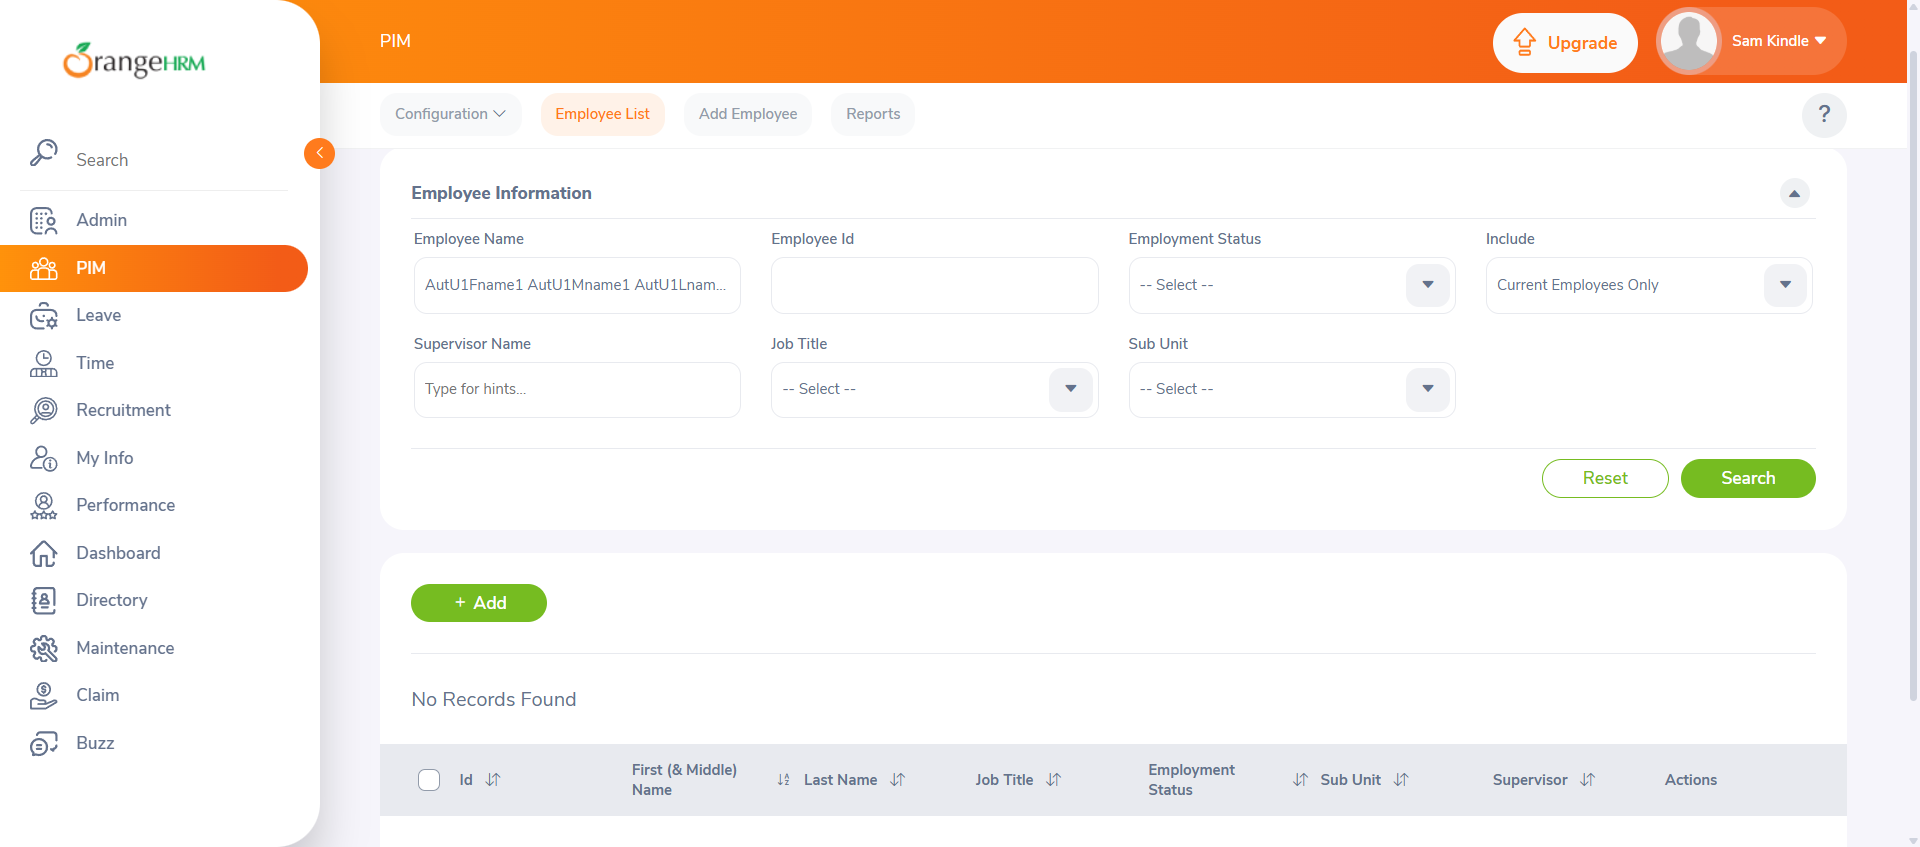 OrangeHRM
PIM
Upgrade
Sam Kindle
Configuration
Employee List
Add Employee
Reports
?
Search
Admin
PIM
Leave
Time
Recruitment
My Info
Performance
Dashboard
Directory
Maintenance
Claim
Buzz
Employee Information
Employee Name
Employee Id
Employment Status
Include
AutU1Fname1 AutU1Mname1 AutU1Lnam...
-- Select --
Current Employees Only
Supervisor Name
Job Title
Sub Unit
Type for hints...
-- Select --
-- Select --
Reset
Search
+ Add
No Records Found
Id
First (& Middle)
Name
Last Name
Job Title
Employment
Status
Sub Unit
Supervisor
Actions